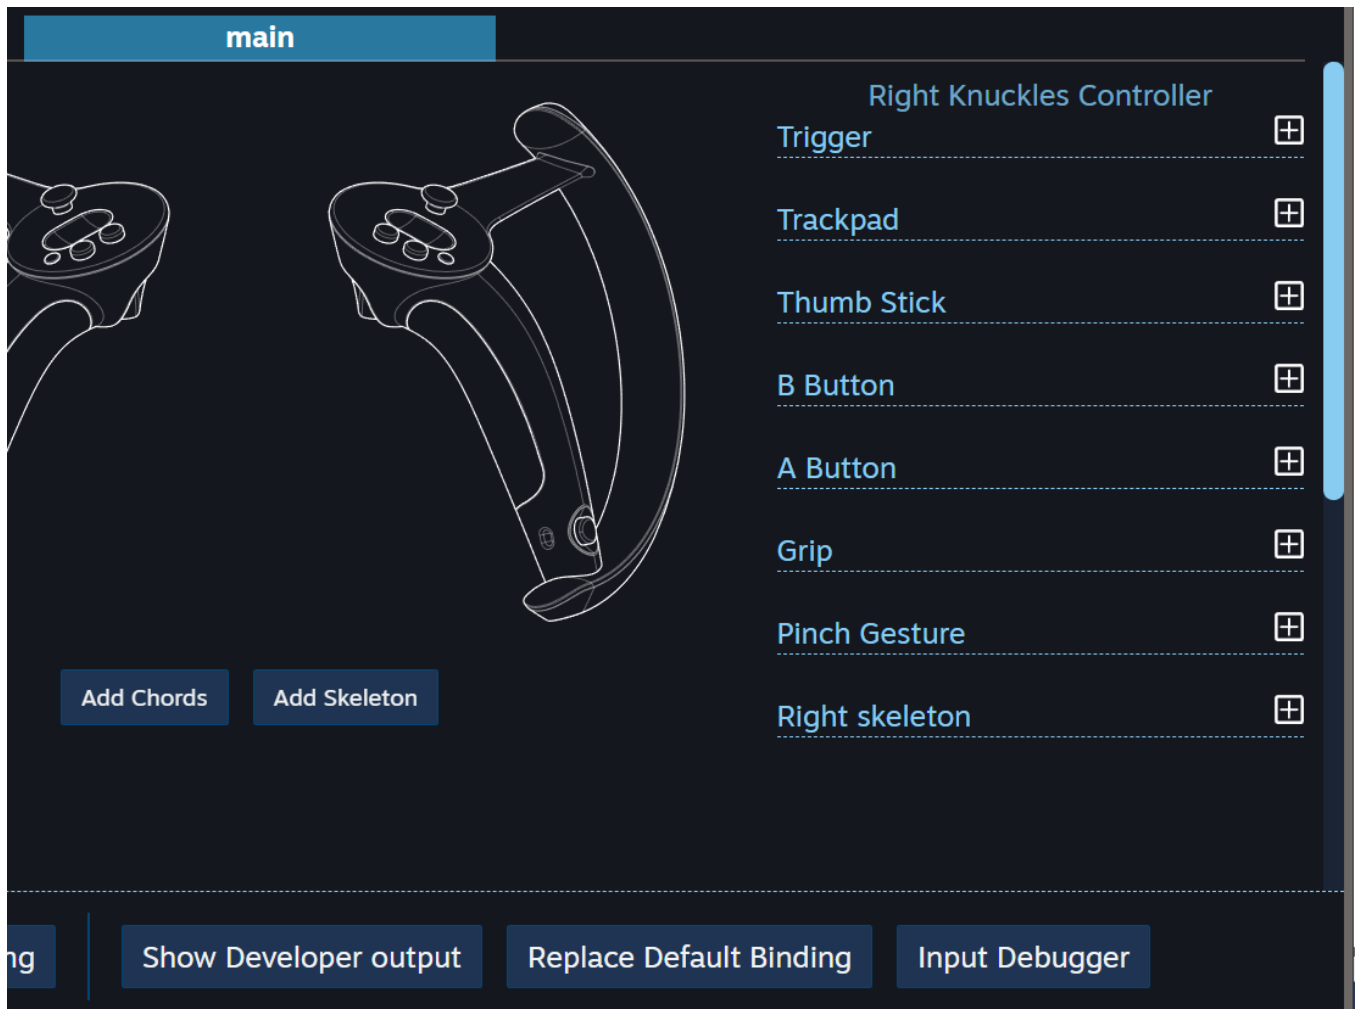 main
Right Knuckles Controller
Trigger
Trackpad
Thumb Stick
B Button
A Button
Grip
Pinch Gesture
Right skeleton
Add Chords
Add Skeleton
ng
Show Developer output
Replace Default Binding
Input Debugger